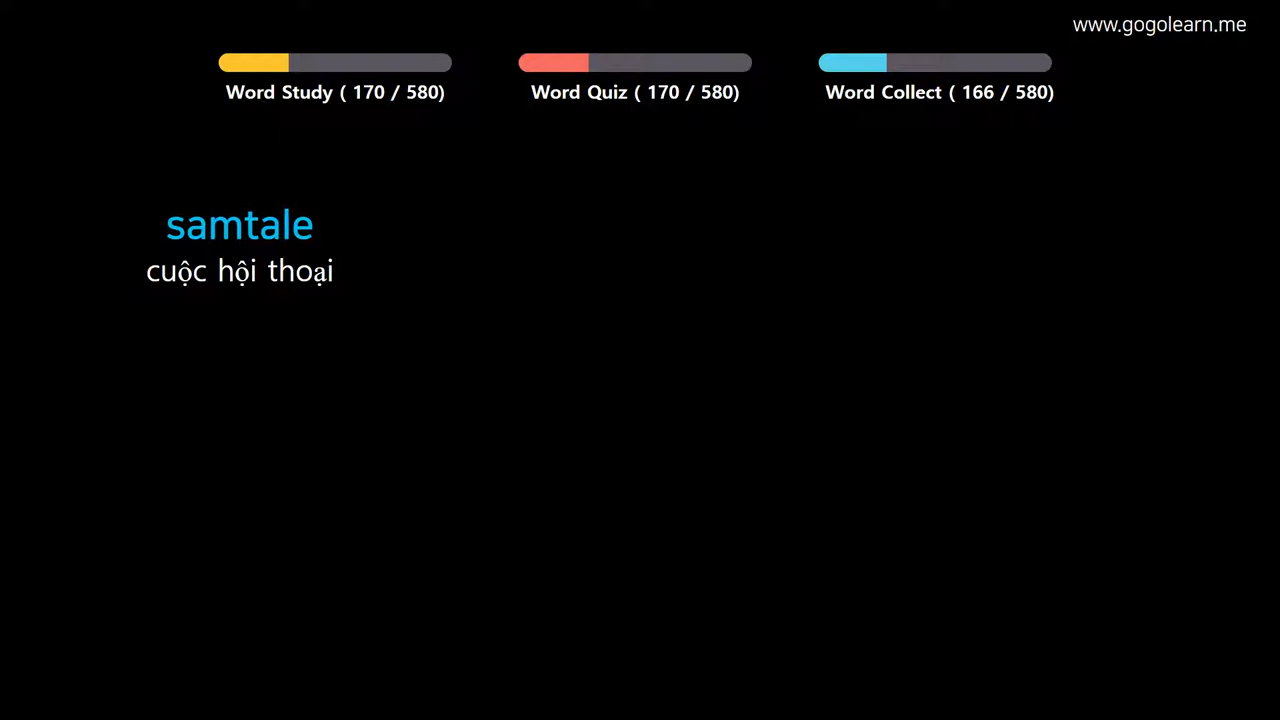 www.gogolearn.me
Word Study ( 170 / 580)
Word Quiz ( 170 / 580)
Word Collect ( 166 / 580)
samtale
cuộc hội thoại